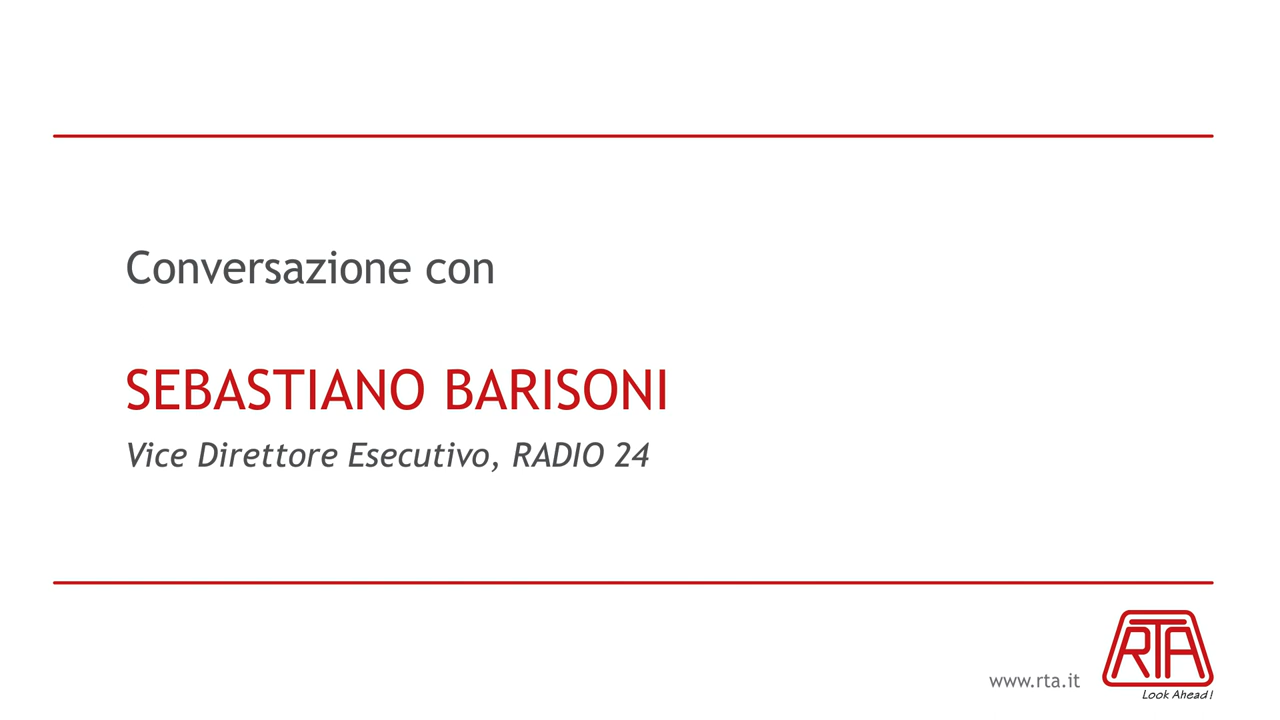 Conversazione con
SEBASTIANO BARISONI
Vice Direttore Esecutivo, RADIO 24
www.rta.it
RTA
Look Ahead!